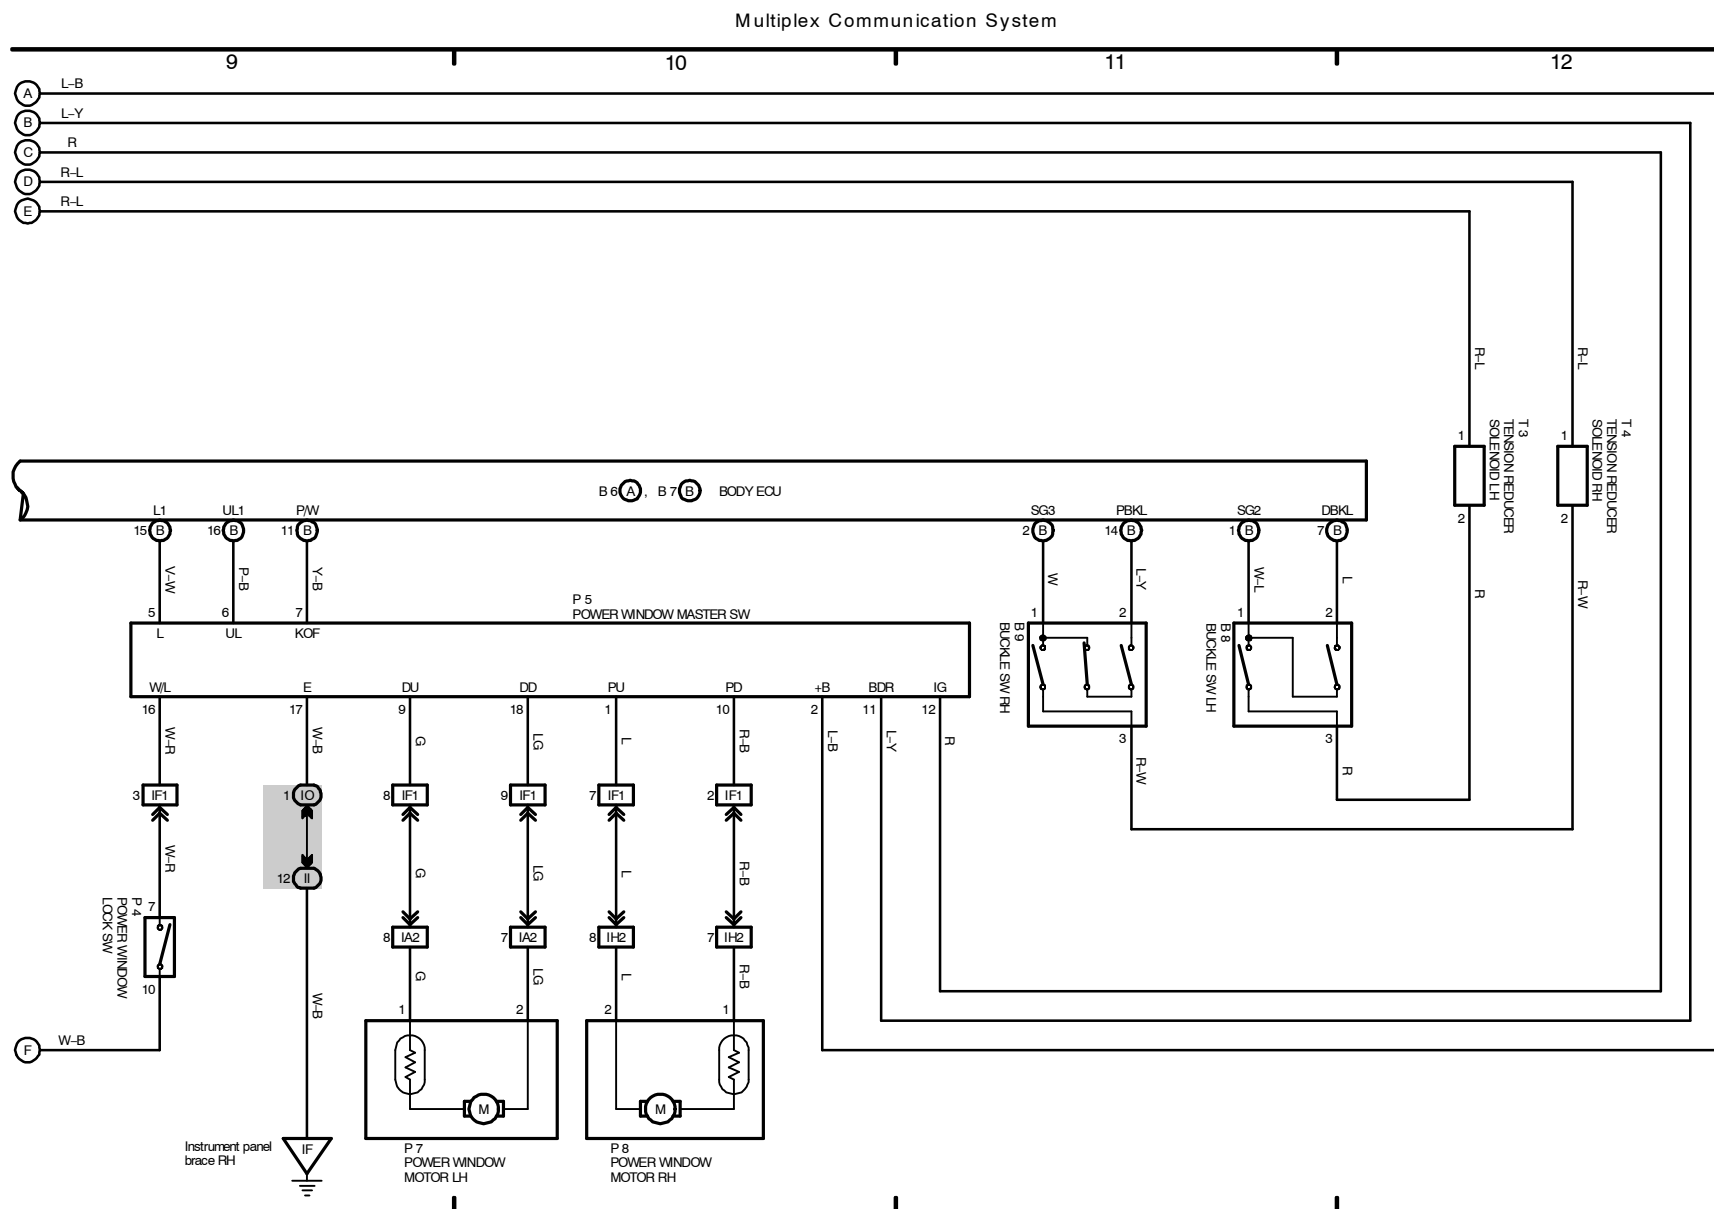 Multiplex Communication System
9 10 11 12
A L–B
B L–Y
C R
D R–L
E R–L
R–L R–L
1 T 3
TENSION REDUCER
SOLENOID LH
2
1 T 4
TENSION REDUCER
SOLENOID RH
2
B 6 A , B 7 B BODY ECU
L1 UL1 P/W SG3 PBKL SG2 DBKL
15 B 16 B 11 B 2 B 14 B 1 B 7 B
V–W P–B Y–B W L–Y W–L L R R–W
P 5
POWER WINDOW MASTER SW
5 6 7 1 2 1 2
L UL KOF
B 9
BUCKLE SW RH
B 8
BUCKLE SW LH
W/L E DU DD PU PD +B BDR IG
16 17 9 18 1 10 2 11 12
3 3
W–R W–B G LG L R–B L–B L–Y R R–W R
3 IF1 1 IO 8 IF1 9 IF1 7 IF1 2 IF1
W–R G LG L R–B
12 II
P 4
POWER WINDOW
LOCK SW
7
10
8 IA2 7 IA2 8 IH2 7 IH2
W–B G LG L R–B
1 2 2 1
F W–B
M M
Instrument panel
brace RH
IF
P 7
POWER WINDOW
MOTOR LH
P 8
POWER WINDOW
MOTOR RH